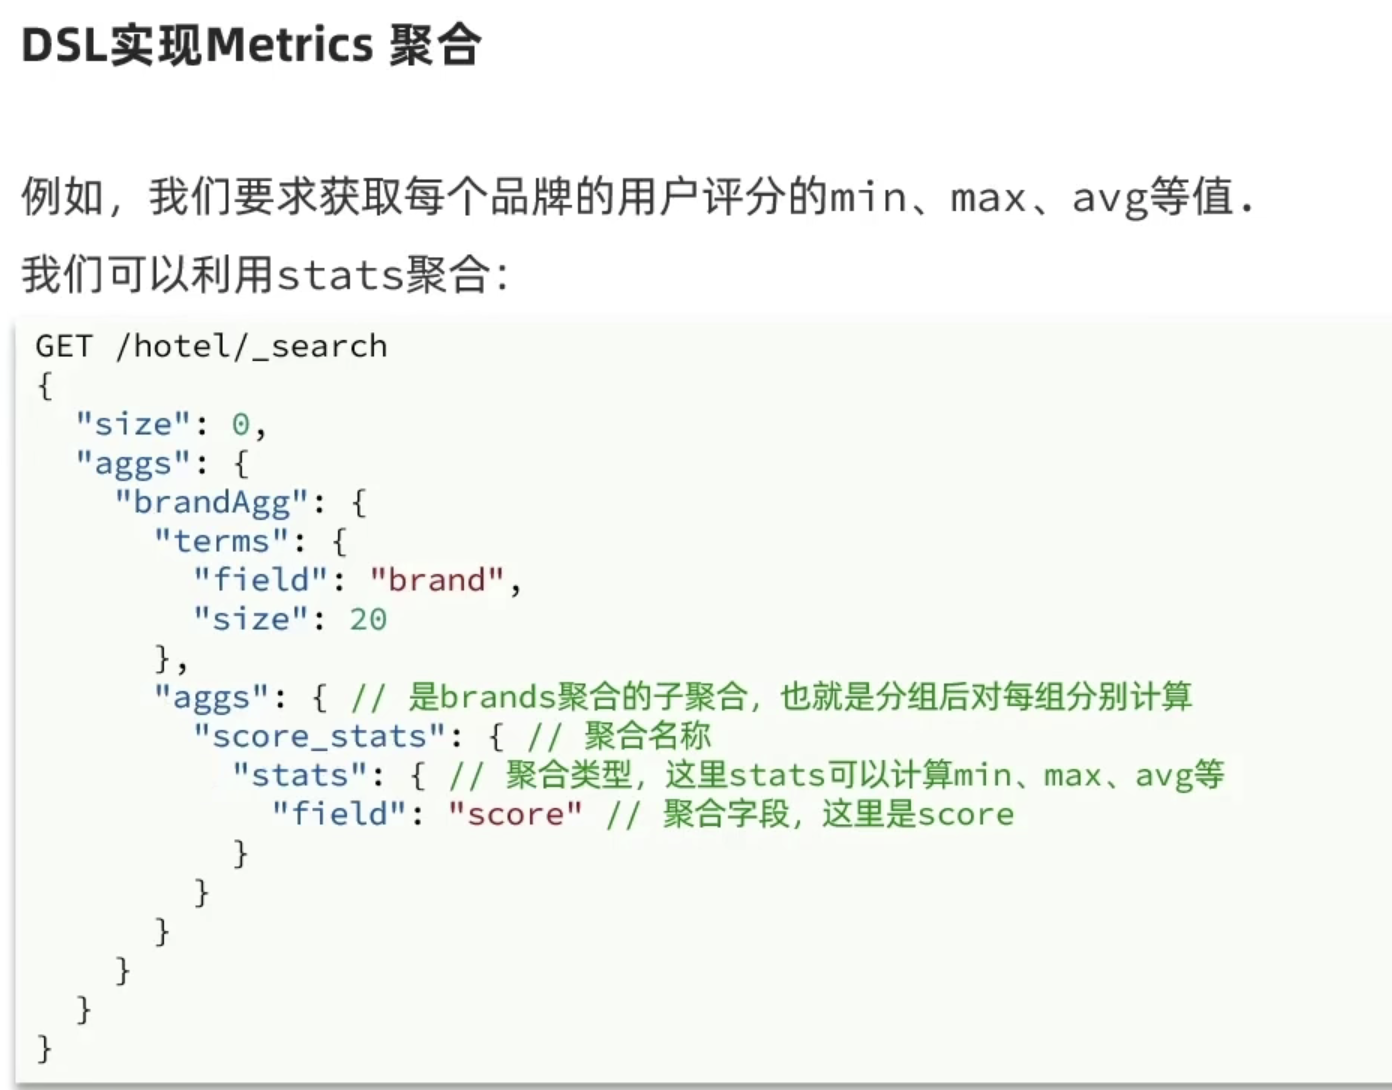 DSL实现Metrics 聚合
例如，我们要求获取每个品牌的用户评分的min、max、avg等值.
我们可以利用stats聚合：
GET /hotel/_search
{
  "size": 0,
  "aggs": {
    "brandAgg": {
      "terms": {
        "field": "brand",
        "size": 20
      },
      "aggs": { // 是brands聚合的子聚合，也就是分组后对每组分别计算
        "score_stats": { // 聚合名称
          "stats": { // 聚合类型，这里stats可以计算min、max、avg等
            "field": "score" // 聚合字段，这里是score
          }
        }
      }
    }
  }
}